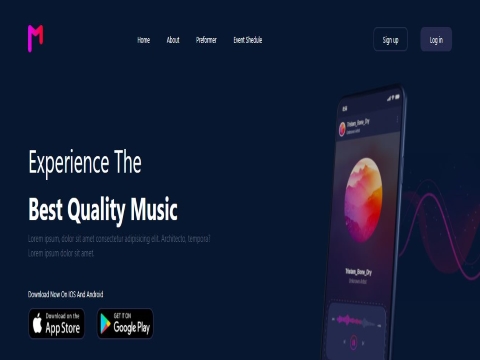 Home About Preformer Event Shedule Sign up Log in
Experience The
Best Quality Music
Lorem ipsum, dolor sit amet consectetur adipisicing elit. Architecto, tempora?
Lorem ipsum dolor sit amet
Download Now On IOS And Android
Download on the
App Store
GET IT ON
Google Play